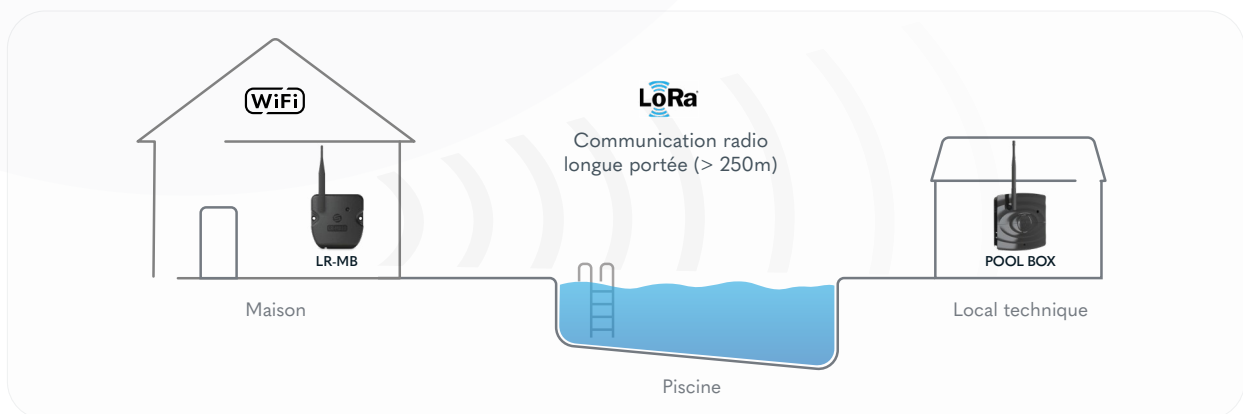 WiFi
LoRa
Communication radio
longue portée (> 250m)
LR-MB
POOL BOX
Maison
Local technique
Piscine